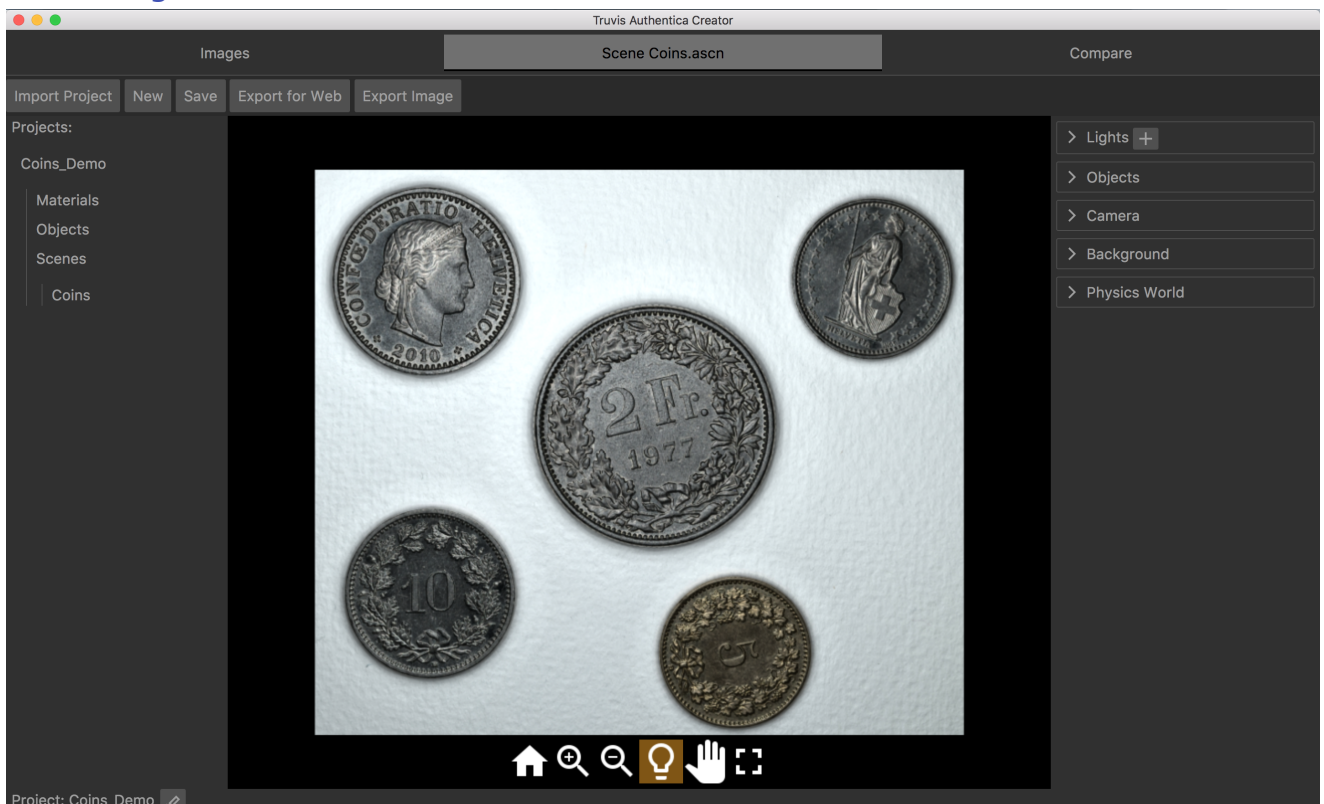 Truvis Authentica Creator
Images Scene Coins.ascn Compare
Import Project New Save Export for Web Export Image
Projects:
Coins_Demo
Materials
Objects
Scenes
Coins
CONFŒDERATIO HELVETICA
2010
HELVETIA
2 Fr.
1977
10
5
Lights
Objects
Camera
Background
Physics World
Project: Coins_Demo